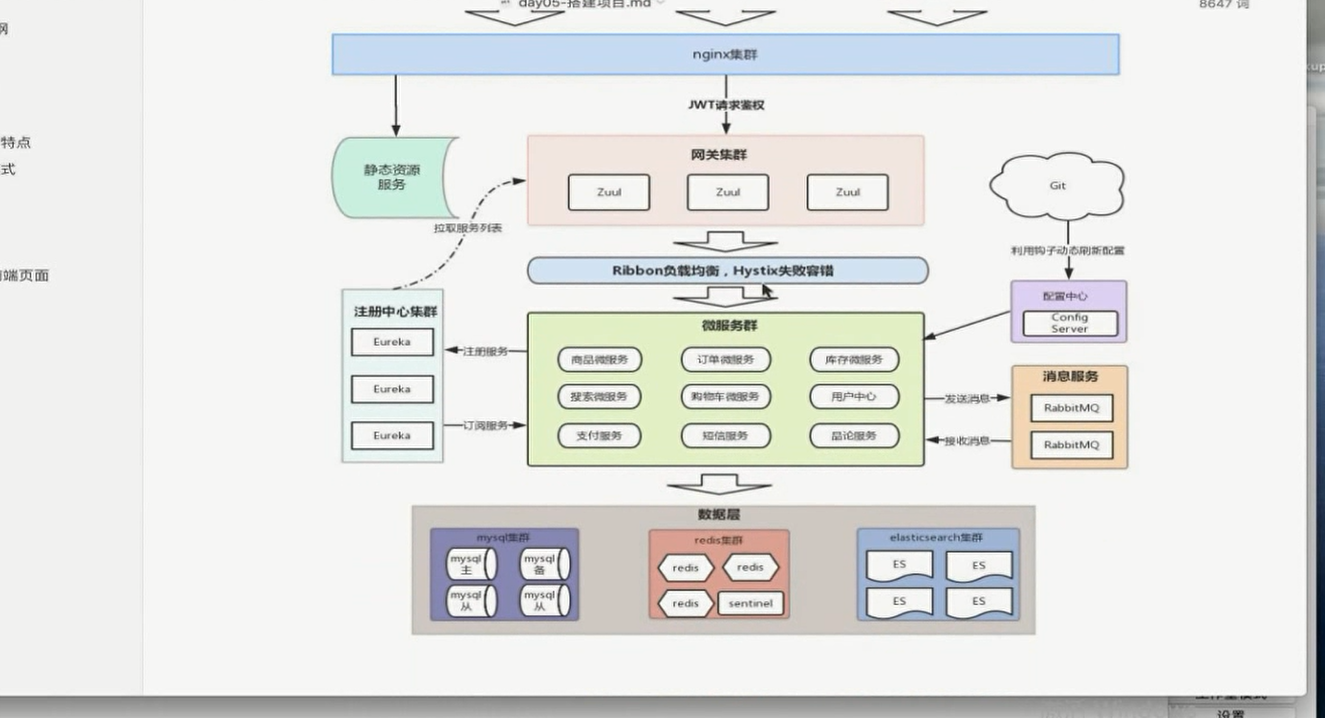 day05-搭建项目.md
8647 词
纲
nginx集群
JWT请求鉴权
特点
式
静态资源
服务
网关集群
Zuul
Zuul
Zuul
Git
拉取服务列表
利用钩子动态刷新配置
端页面
Ribbon负载均衡，Hystix失败容错
注册中心集群
Eureka
Eureka
Eureka
注册服务
订阅服务
微服务群
商品微服务
订单微服务
库存微服务
搜索微服务
购物车微服务
用户中心
支付服务
短信服务
品论服务
配置中心
Config
Server
消息服务
RabbitMQ
RabbitMQ
发送消息
接收消息
数据层
mysql集群
mysql
主
mysql
备
mysql
从
mysql
从
redis集群
redis
redis
redis
sentinel
elasticsearch集群
ES
ES
ES
ES
设置